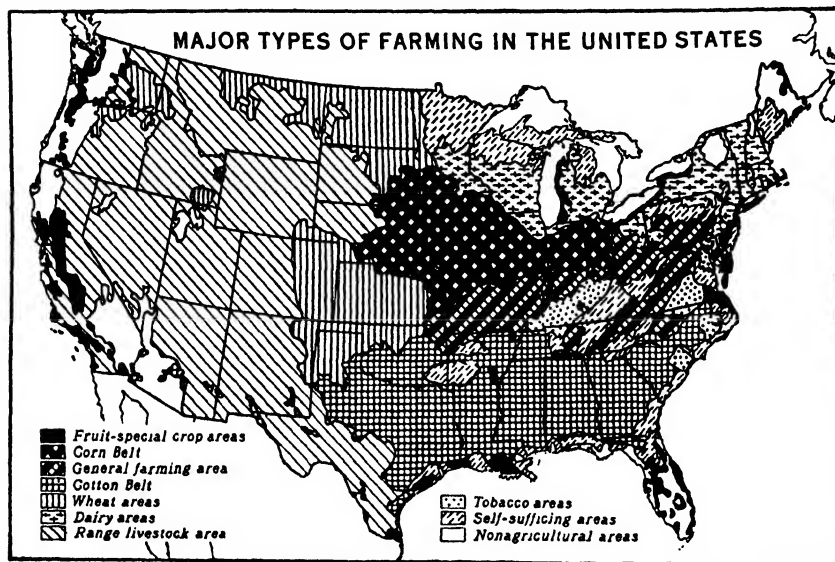 MAJOR TYPES OF FARMING IN THE UNITED STATES
Fruit-special crop areas
Corn Belt
General farming area
Cotton Belt
Wheat areas
Dairy areas
Range livestock area
Tobacco areas
Self-sufficing areas
Nonagricultural areas